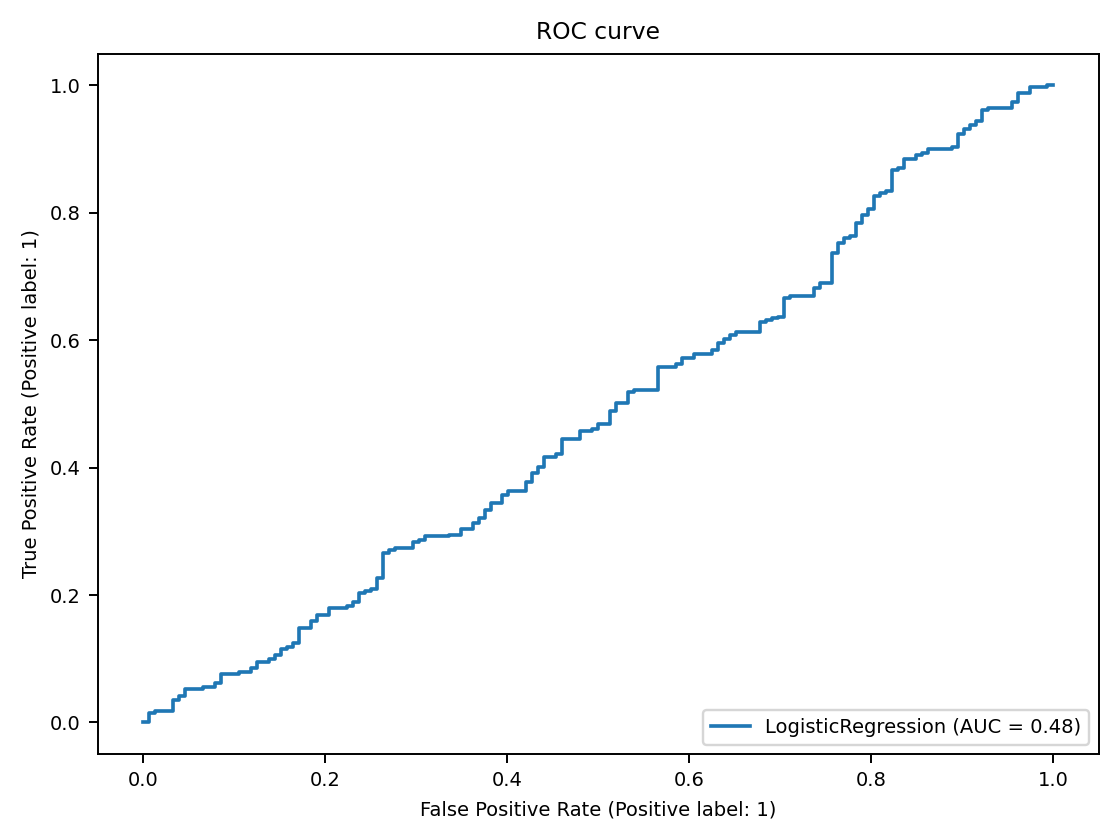 ROC curve
True Positive Rate (Positive label: 1)
1.0
0.8
0.6
0.4
0.2
0.0
LogisticRegression (AUC = 0.48)
0.0 0.2 0.4 0.6 0.8 1.0
False Positive Rate (Positive label: 1)